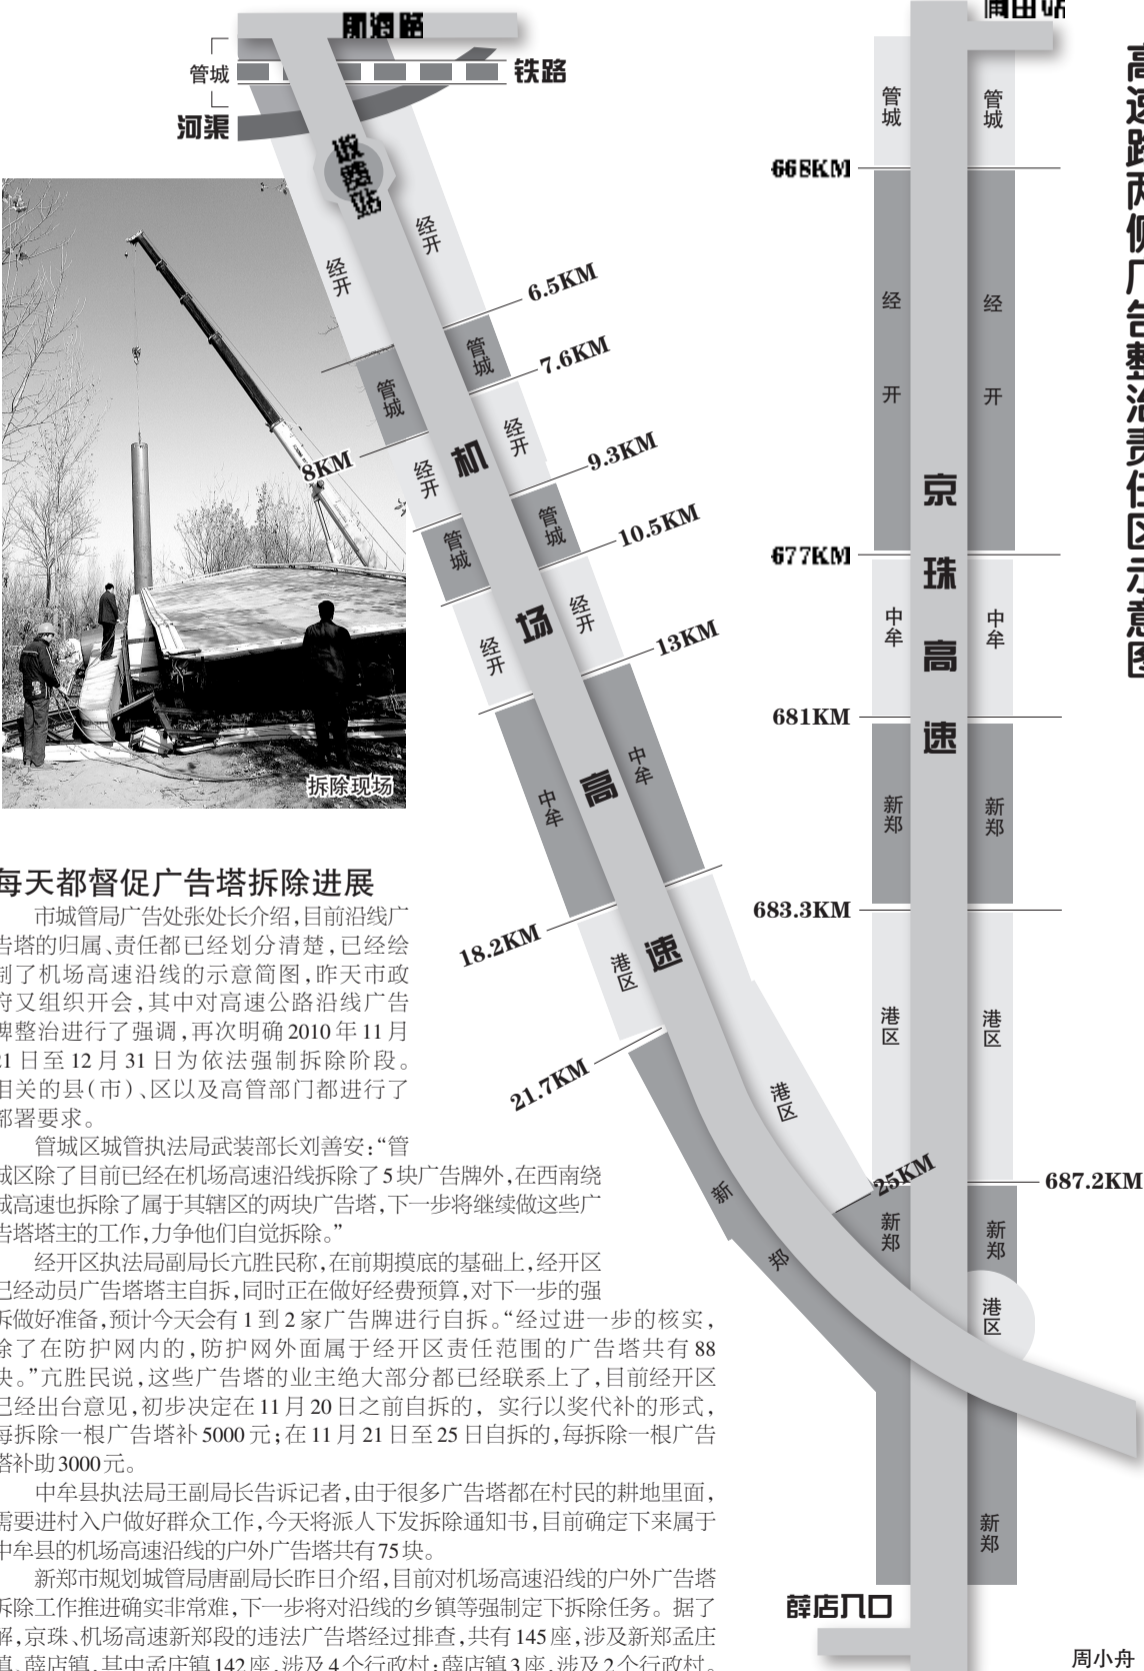 航海路
管城
铁路
河渠
收费站
经开
经开
6.5KM
管城
7.6KM
管城
经开
8KM
经开
9.3KM
管城
10.5KM
管城
经开
13KM
经开
中牟
中牟
18.2KM
港区
21.7KM
港区
新郑
25KM
机场高速
拆除现场
圃田站
管城
管城
668KM
经开
经开
677KM
中牟
中牟
681KM
新郑
新郑
683.3KM
港区
港区
687.2KM
新郑
新郑
港区
新郑
京珠高速
薛店入口
高速路两侧广告整治责任区示意图
周小舟
每天都督促广告塔拆除进展
市城管局广告处张处长介绍,目前沿线广
告塔的归属、责任都已经划分清楚,已经绘
制了机场高速沿线的示意简图,昨天市政
府又组织开会,其中对高速公路沿线广告
牌整治进行了强调,再次明确2010年11月
21日至12月31日为依法强制拆除阶段。
相关的县(市)、区以及高管部门都进行了
部署要求。
管城区城管执法局武装部长刘善安:“管
城区除了目前已经在机场高速沿线拆除了5块广告牌外,在西南绕
城高速也拆除了属于其辖区的两块广告塔,下一步将继续做这些广
告塔塔主的工作,力争他们自觉拆除。”
经开区执法局副局长亢胜民称,在前期摸底的基础上,经开区
已经动员广告塔塔主自拆,同时正在做好经费预算,对下一步的强
拆做好准备,预计今天会有1到2家广告牌进行自拆。“经过进一步的核实,
除了在防护网内的,防护网外面属于经开区责任范围的广告塔共有88
块。”亢胜民说,这些广告塔的业主绝大部分都已经联系上了,目前经开区
已经出台意见,初步决定在11月20日之前自拆的,实行以奖代补的形式,
每拆除一根广告塔补5000元;在11月21日至25日自拆的,每拆除一根广告
塔补助3000元。
中牟县执法局王副局长告诉记者,由于很多广告塔都在村民的耕地里面,
需要进村入户做好群众工作,今天将派人下发拆除通知书,目前确定下来属于
中牟县的机场高速沿线的户外广告塔共有75块。
新郑市规划城管局唐副局长昨日介绍,目前对机场高速沿线的户外广告塔
拆除工作推进确实非常难,下一步将对沿线的乡镇等强制定下拆除任务。据了
解,京珠、机场高速新郑段的违法广告塔经过排查,共有145座,涉及新郑孟庄
镇、薛店镇,其中孟庄镇142座,涉及4个行政村;薛店镇3座,涉及2个行政村。